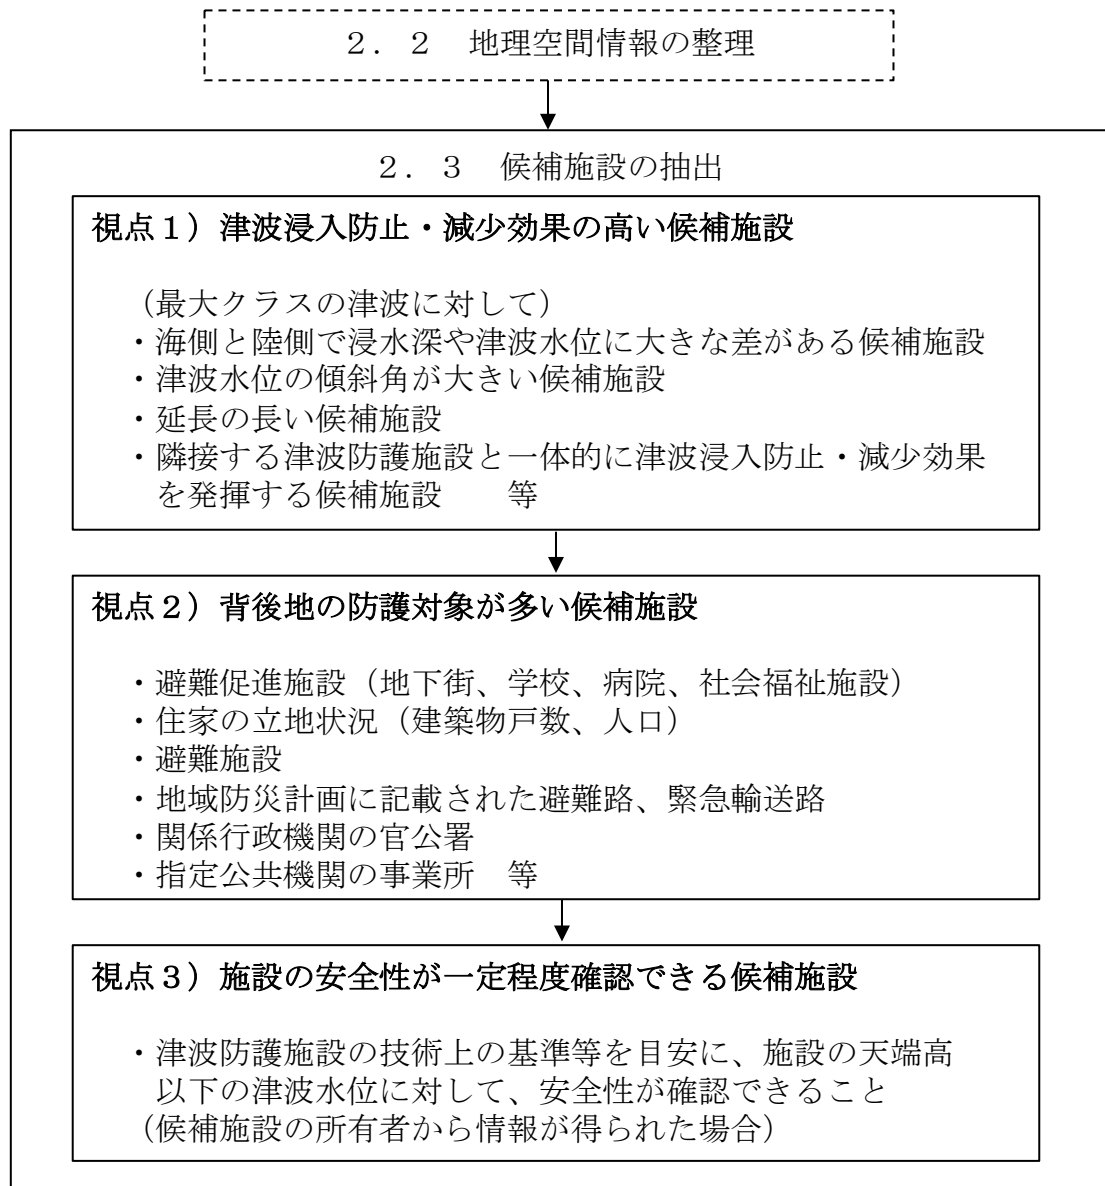 ２．２　地理空間情報の整理
２．３　候補施設の抽出
視点１）津波浸入防止・減少効果の高い候補施設
（最大クラスの津波に対して）
・海側と陸側で浸水深や津波水位に大きな差がある候補施設
・津波水位の傾斜角が大きい候補施設
・延長の長い候補施設
・隣接する津波防護施設と一体的に津波浸入防止・減少効果
を発揮する候補施設　　等
視点２）背後地の防護対象が多い候補施設
・避難促進施設（地下街、学校、病院、社会福祉施設）
・住家の立地状況（建築物戸数、人口）
・避難施設
・地域防災計画に記載された避難路、緊急輸送路
・関係行政機関の官公署
・指定公共機関の事業所　等
視点３）施設の安全性が一定程度確認できる候補施設
・津波防護施設の技術上の基準等を目安に、施設の天端高
以下の津波水位に対して、安全性が確認できること
（候補施設の所有者から情報が得られた場合）